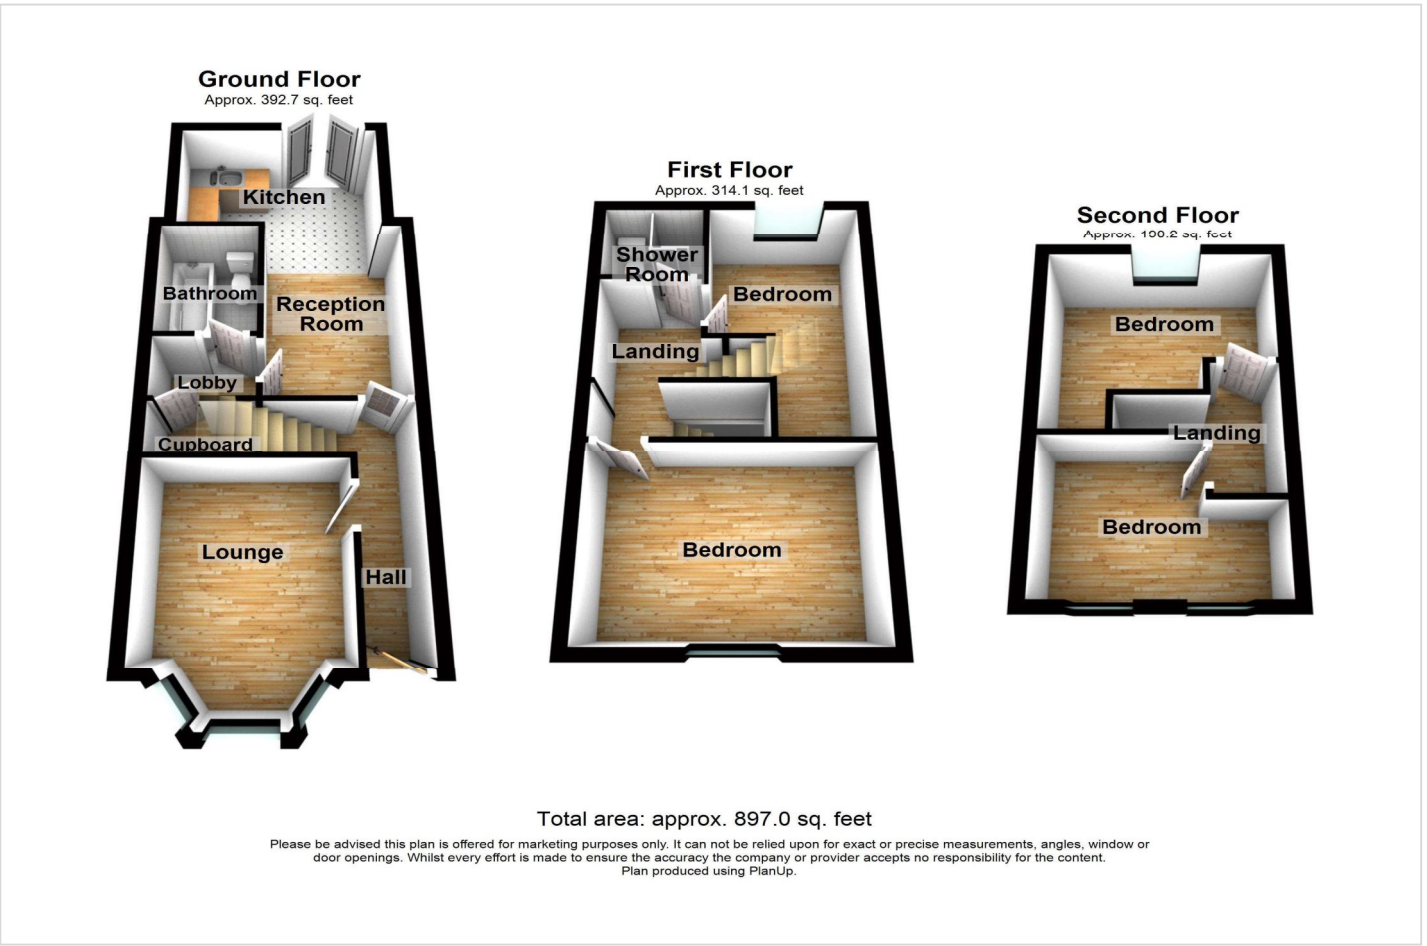 Ground Floor
Approx. 392.7 sq. feet
Kitchen
Bathroom
Reception
Room
Lobby
Cupboard
Lounge
Hall
First Floor
Approx. 314.1 sq. feet
Shower
Room
Bedroom
Landing
Bedroom
Second Floor
Approx. sq. feet
Bedroom
Landing
Bedroom
Total area: approx. 897.0 sq. feet
Please be advised this plan is offered for marketing purposes only. It can not be relied upon for exact or precise measurements, angles, window or
door openings. Whilst every effort is made to ensure the accuracy the company or provider accepts no responsibility for the content.
Plan produced using PlanUp.